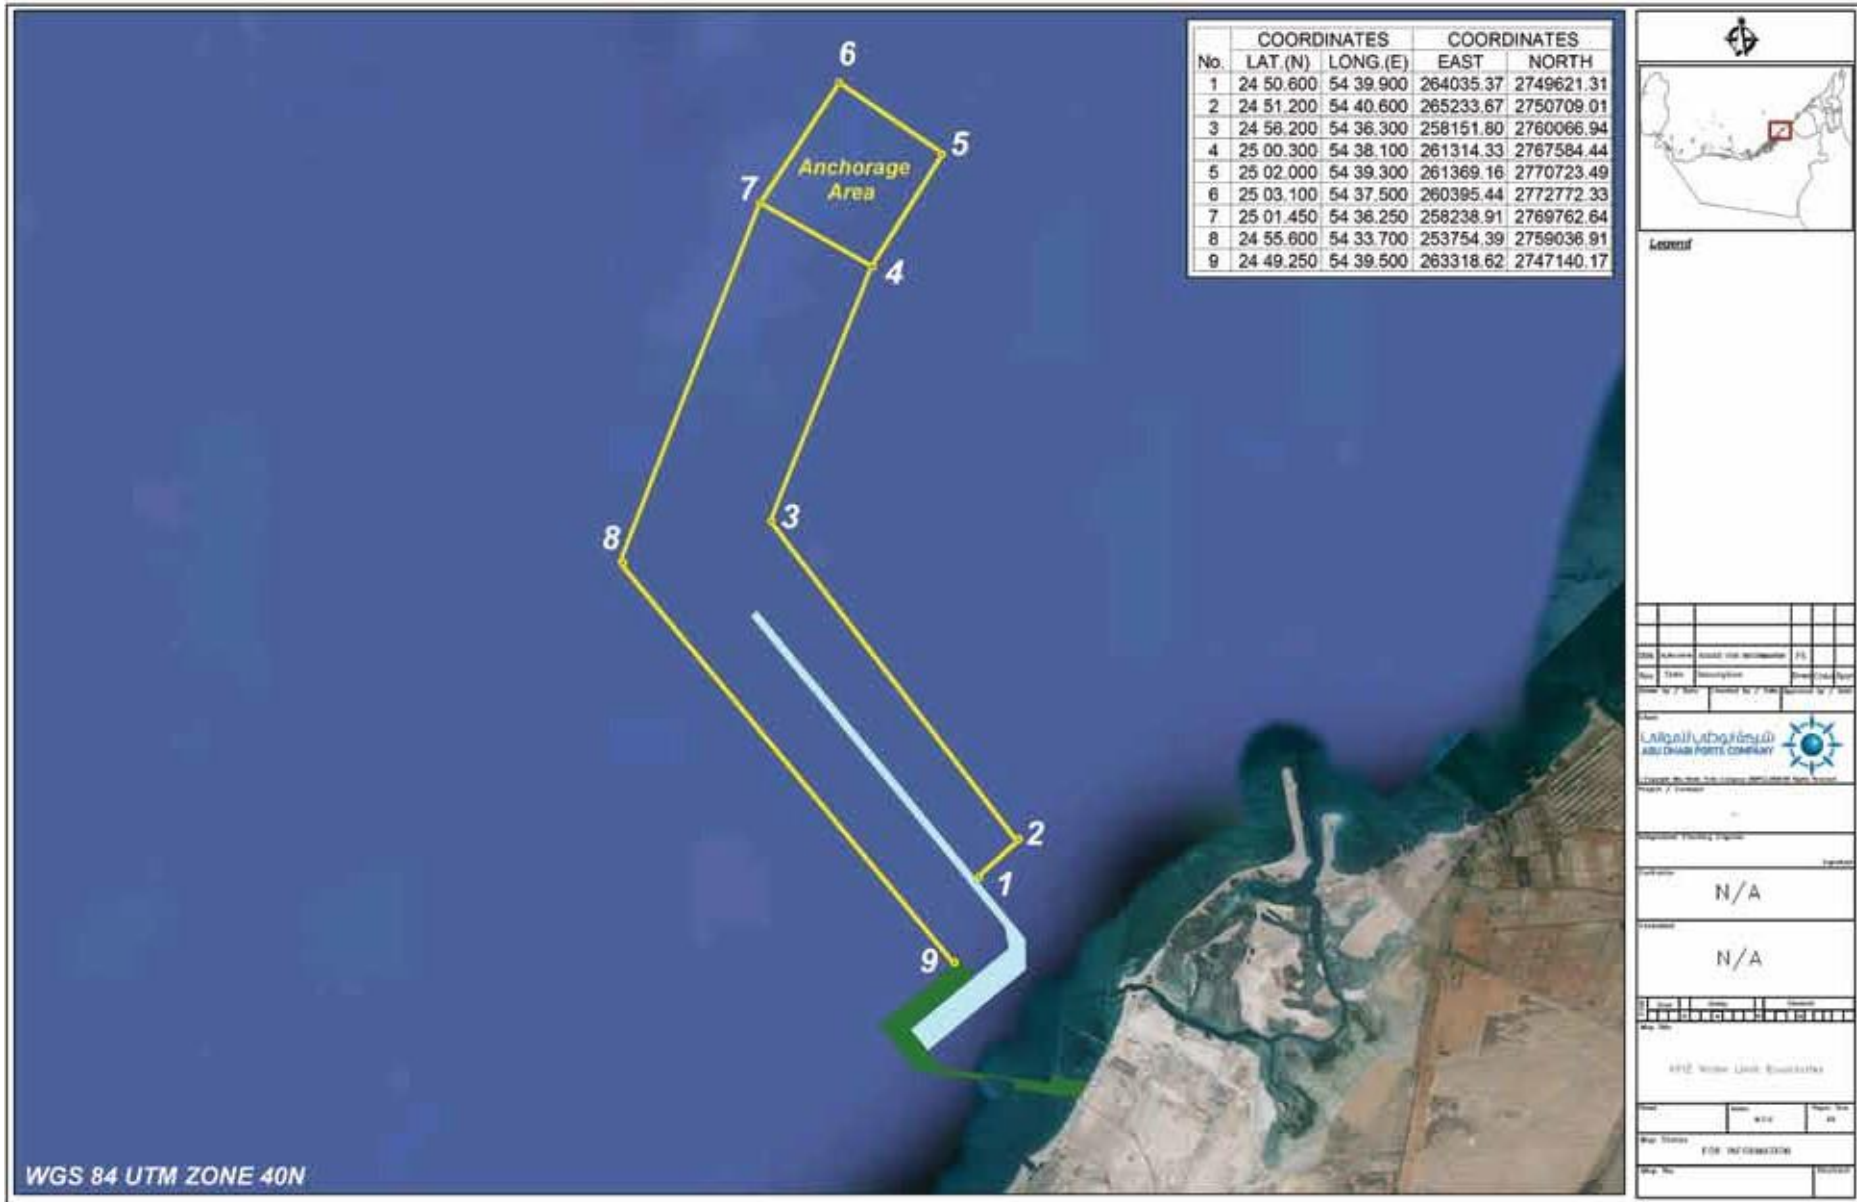 6
5
7
Anchorage
Area
4
3
8
2
1
9
WGS 84 UTM ZONE 40N
COORDINATES COORDINATES
No. LAT.(N) LONG.(E) EAST NORTH
1 24 50.600 54 39.900 264035.37 2749621.31
2 24 51.200 54 40.600 265233.67 2750709.01
3 24 56.200 54 36.300 258151.80 2760066.94
4 25 00.300 54 38.100 261314.33 2767584.44
5 25 02.000 54 39.300 261369.16 2770723.49
6 25 03.100 54 37.500 260395.44 2772772.33
7 25 01.450 54 36.250 258238.91 2769762.64
8 24 55.600 54 33.700 253754.39 2759036.91
9 24 49.250 54 39.500 263318.62 2747140.17
Legend
شركة أبوظبي للموانئ
ABU DHABI PORTS COMPANY
N/A
N/A
FOR INFORMATION